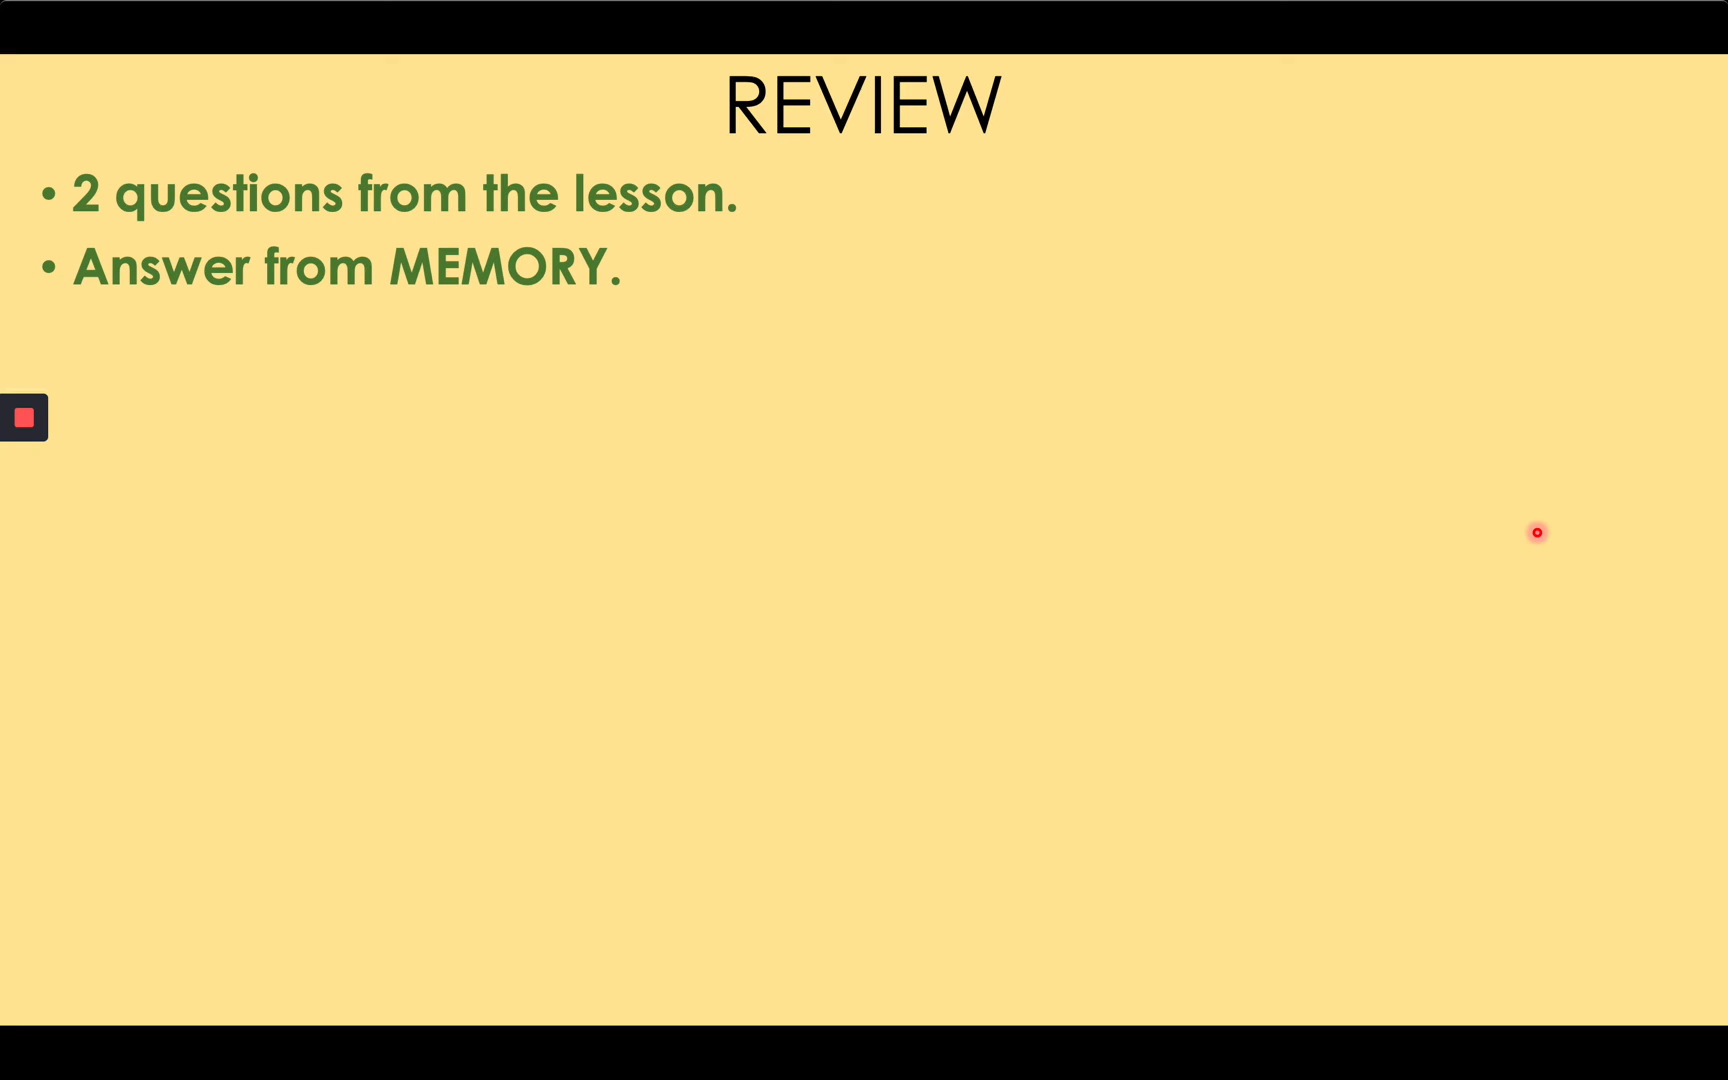 REVIEW
• 2 questions from the lesson.
• Answer from MEMORY.